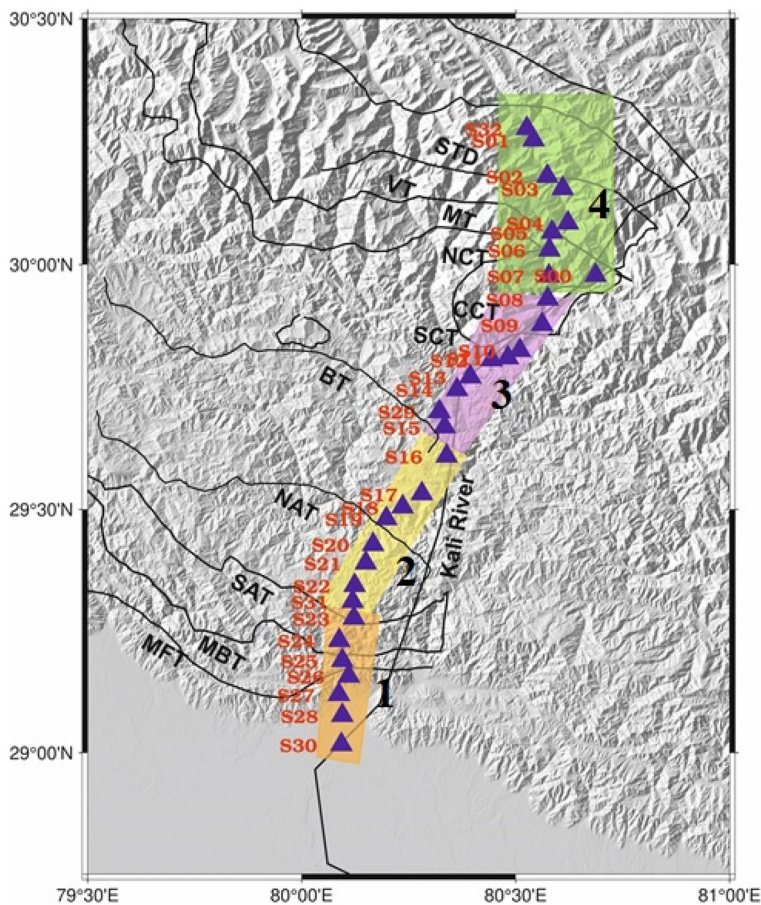 30°30'N
S32
S01
STD
S02
S03
VT
4
MT
S04
S05
S06
NCT
30°00'N
S07
S00
S08
CCT
S09
SCT
S10
S13
BT
S14
3
S29
S15
S16
S17
NAT
29°30'N
S18
S19
Kali River
S20
S21
2
S22
SAT
S31
S23
S24
MBT
MFT
S25
S26
1
S27
S28
S30
29°00'N
79°30'E
80°00'E
80°30'E
81°00'E